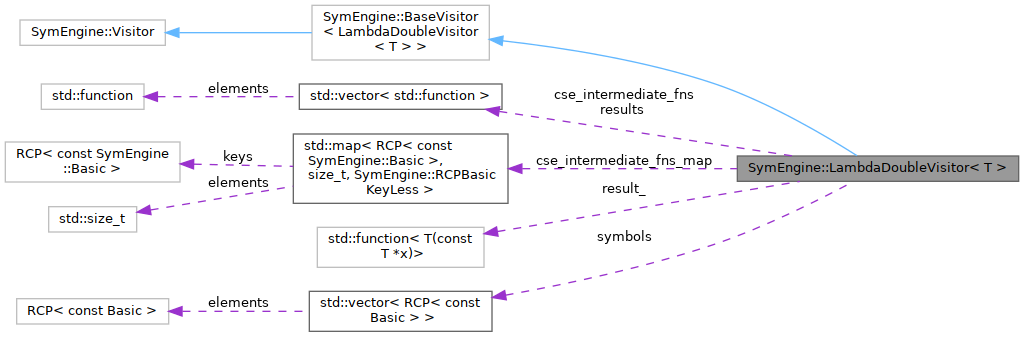 SymEngine::Visitor
SymEngine::BaseVisitor
< LambdaDoubleVisitor
< T > >
std::function
elements
std::vector< std::function >
cse_intermediate_fns
results
RCP< const SymEngine
::Basic >
keys
elements
std::map< RCP< const
SymEngine::Basic >,
size_t, SymEngine::RCPBasic
KeyLess >
cse_intermediate_fns_map
SymEngine::LambdaDoubleVisitor< T >
std::size_t
result_
std::function< T(const
T *x)>
symbols
RCP< const Basic >
elements
std::vector< RCP< const
Basic > >